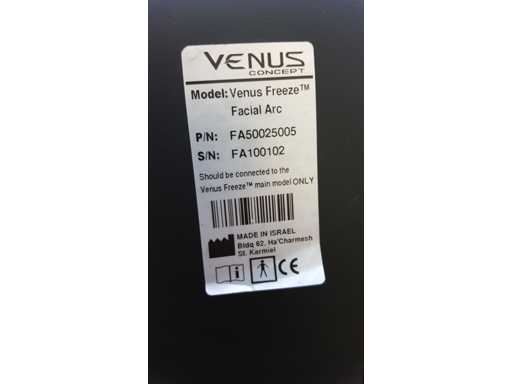 VENUS
CONCEPT
Model: Venus Freeze™
Facial Arc
P/N: FA50025005
S/N: FA100102
Should be connected to the
Venus Freeze™ main model ONLY
MADE IN ISRAEL
Bldg 62, Ha'Charmesh
St. Karmiel
i
CE